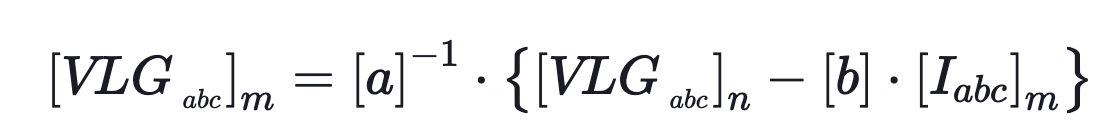 [VLG abc]m = [a]−1 · {[VLG abc]n − [b] · [Iabc]m}